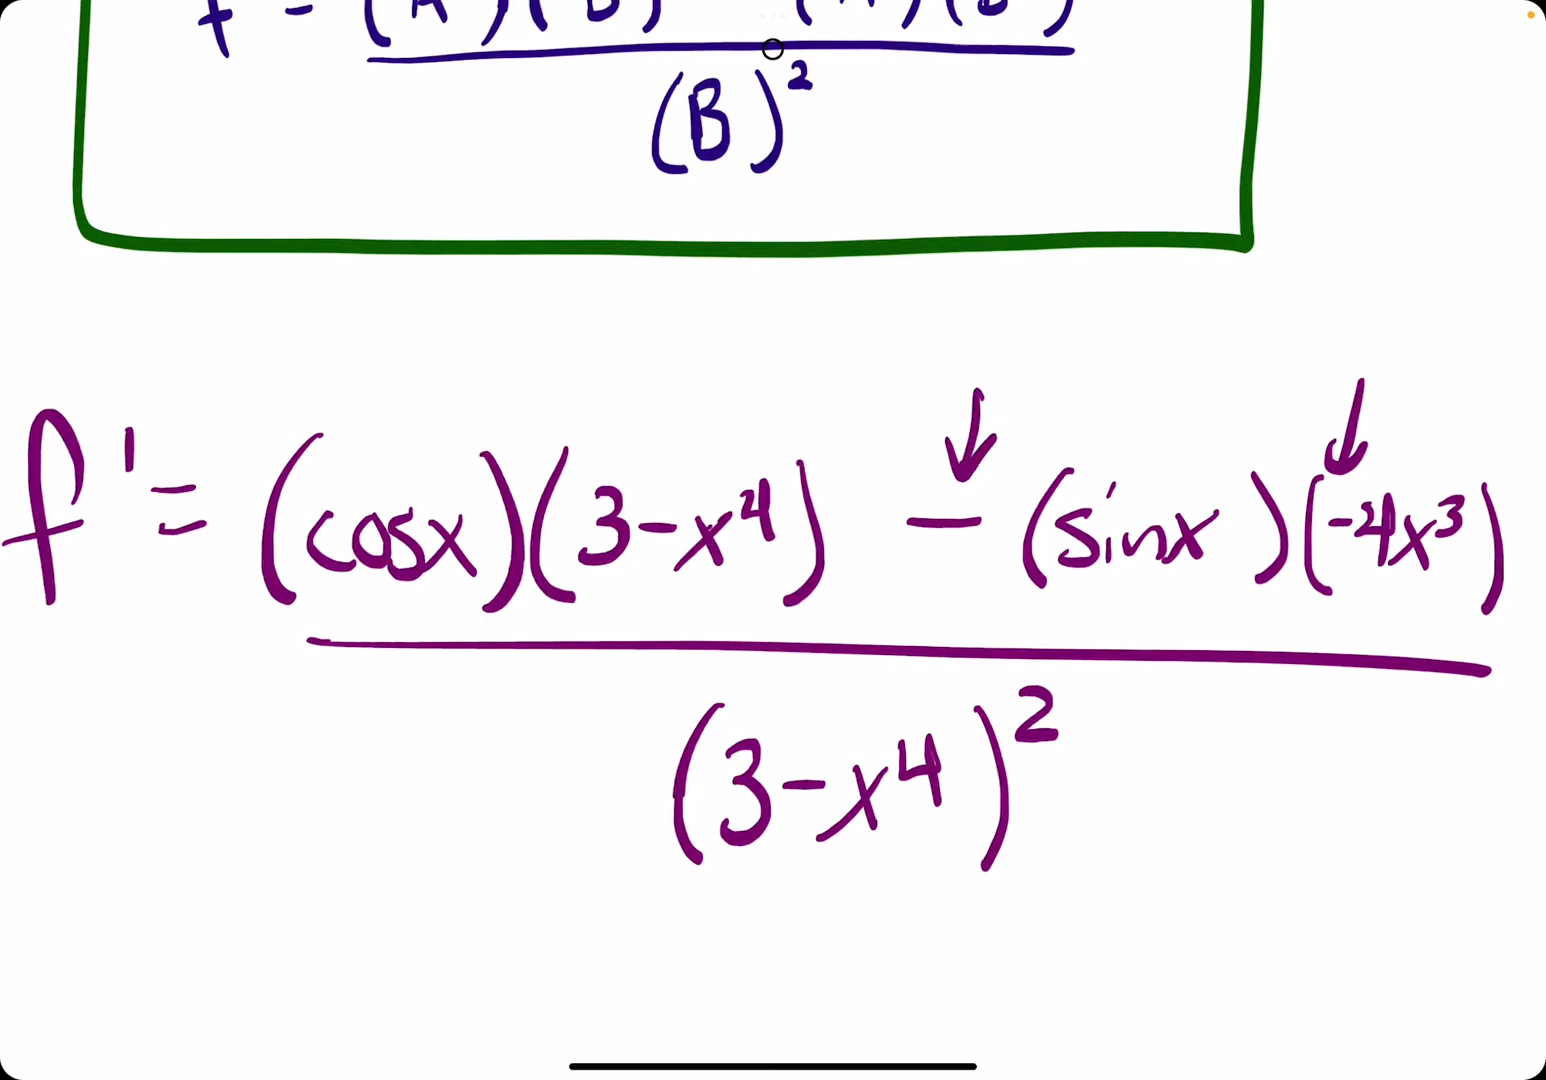 (B)²
f' = (cosx)(3-x⁴) - (sinx)(-4x³)
(3-x⁴)²